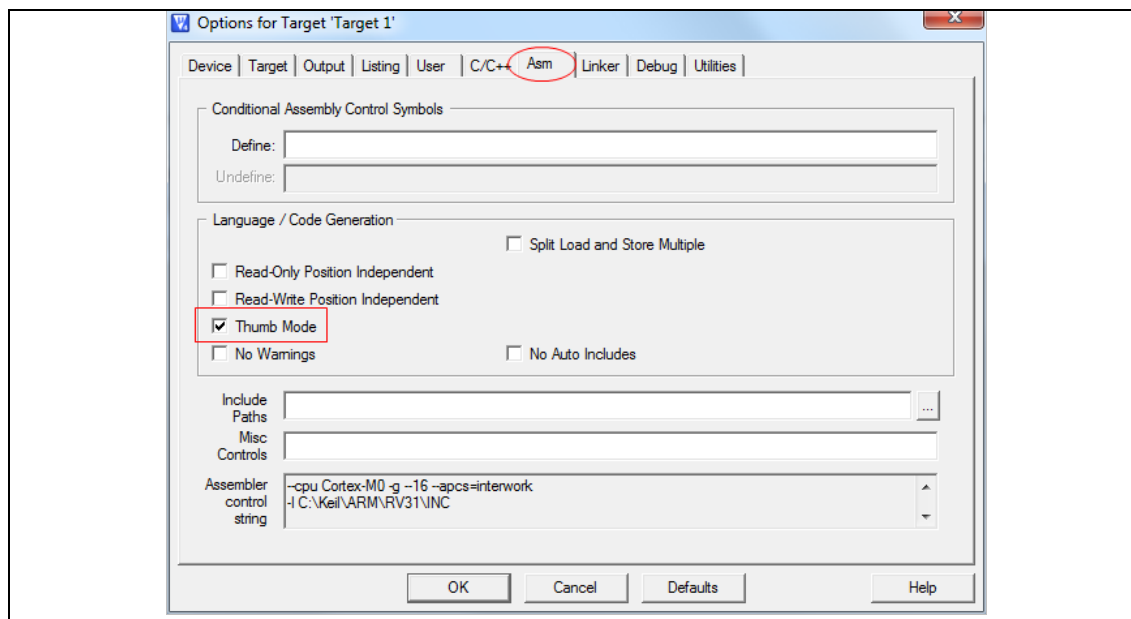 Options for Target 'Target 1'
Device | Target | Output | Listing | User | C/C++ Asm | Linker | Debug | Utilities |
Conditional Assembly Control Symbols
Define:
Undefine:
Language / Code Generation
Split Load and Store Multiple
Read-Only Position Independent
Read-Write Position Independent
Thumb Mode
No Warnings No Auto Includes
Include
Paths
...
Misc
Controls
Assembler
control
string
--cpu Cortex-M0 -g --16 --apcs=interwork
-I C:\Keil\ARM\RV31\INC
OK Cancel Defaults Help